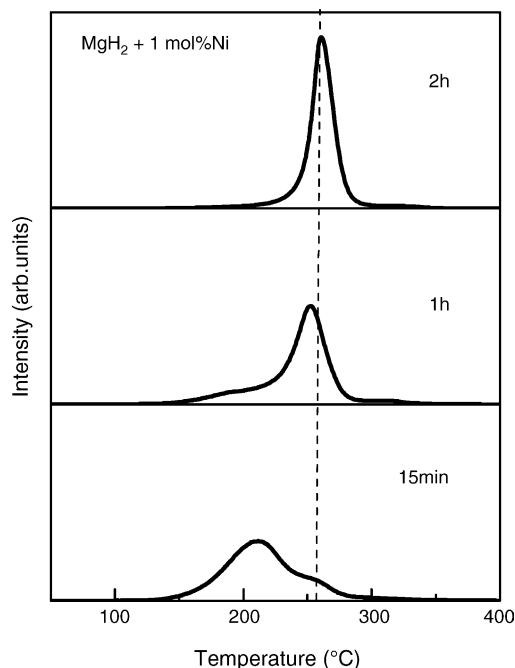 MgH₂ + 1 mol%Ni
2h
1h
15min
Intensity (arb.units)
100 200 300 400
Temperature (°C)